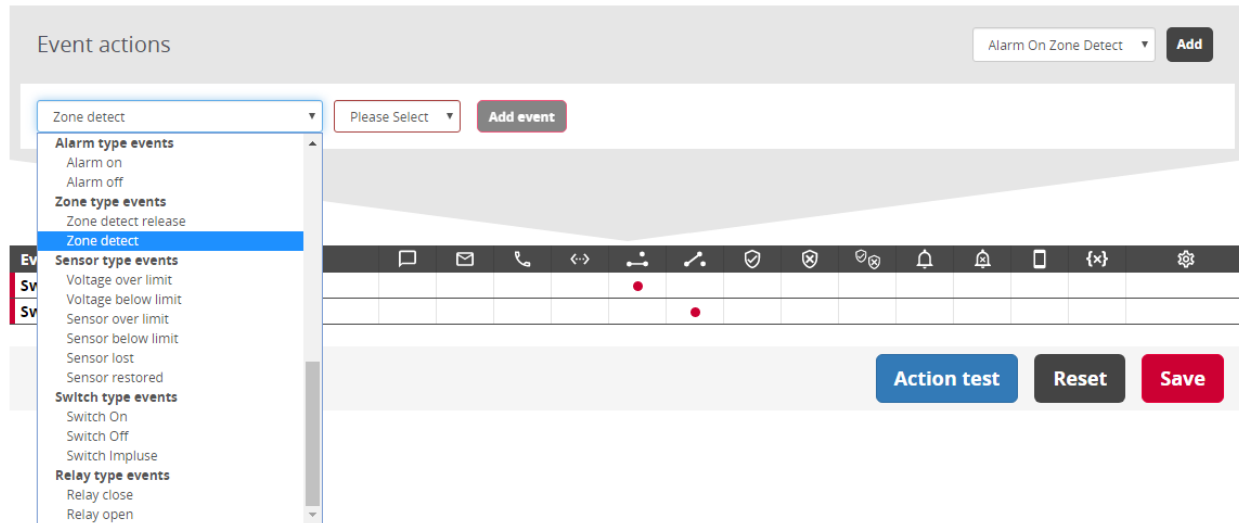 Event actions
Alarm On Zone Detect
Add
Zone detect
Please Select
Add event
Alarm type events
Alarm on
Alarm off
Zone type events
Zone detect release
Zone detect
Sensor type events
Voltage over limit
Voltage below limit
Sensor over limit
Sensor below limit
Sensor lost
Sensor restored
Switch type events
Switch On
Switch Off
Switch Impluse
Relay type events
Relay close
Relay open
Ev
{×}
Sw
Sw
Action test
Reset
Save